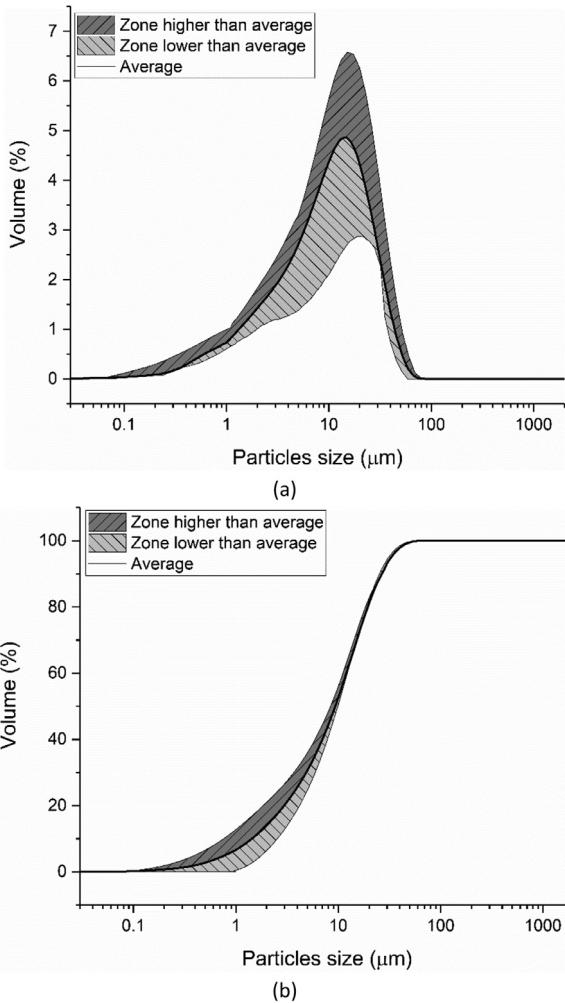 Zone higher than average
Zone lower than average
Average
7
6
5
4
3
2
1
0
Volume (%)
0.1 1 10 100 1000
Particles size (μm)
(a)
Zone higher than average
Zone lower than average
Average
100
80
60
40
20
0
Volume (%)
0.1 1 10 100 1000
Particles size (μm)
(b)